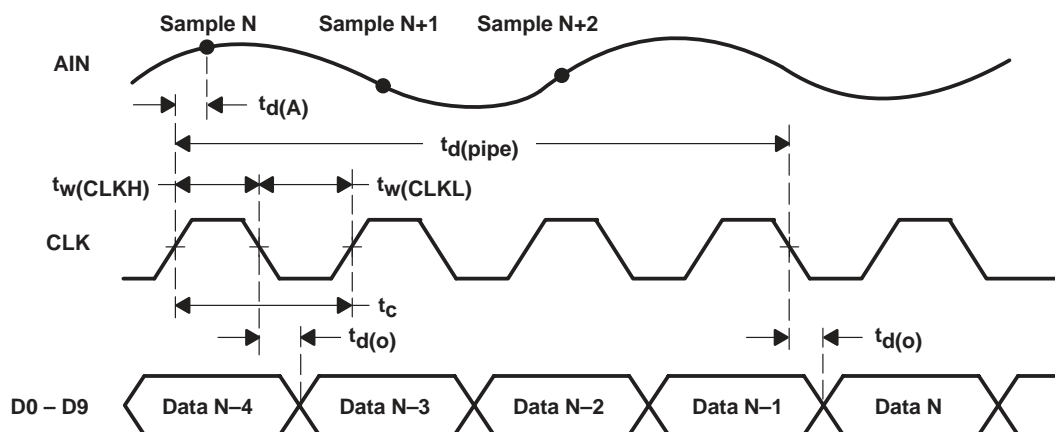 Sample N Sample N+1 Sample N+2
AIN
td(A)
td(pipe)
tw(CLKH) tw(CLKL)
CLK
tc
td(o) td(o)
D0 – D9 Data N–4 Data N–3 Data N–2 Data N–1 Data N